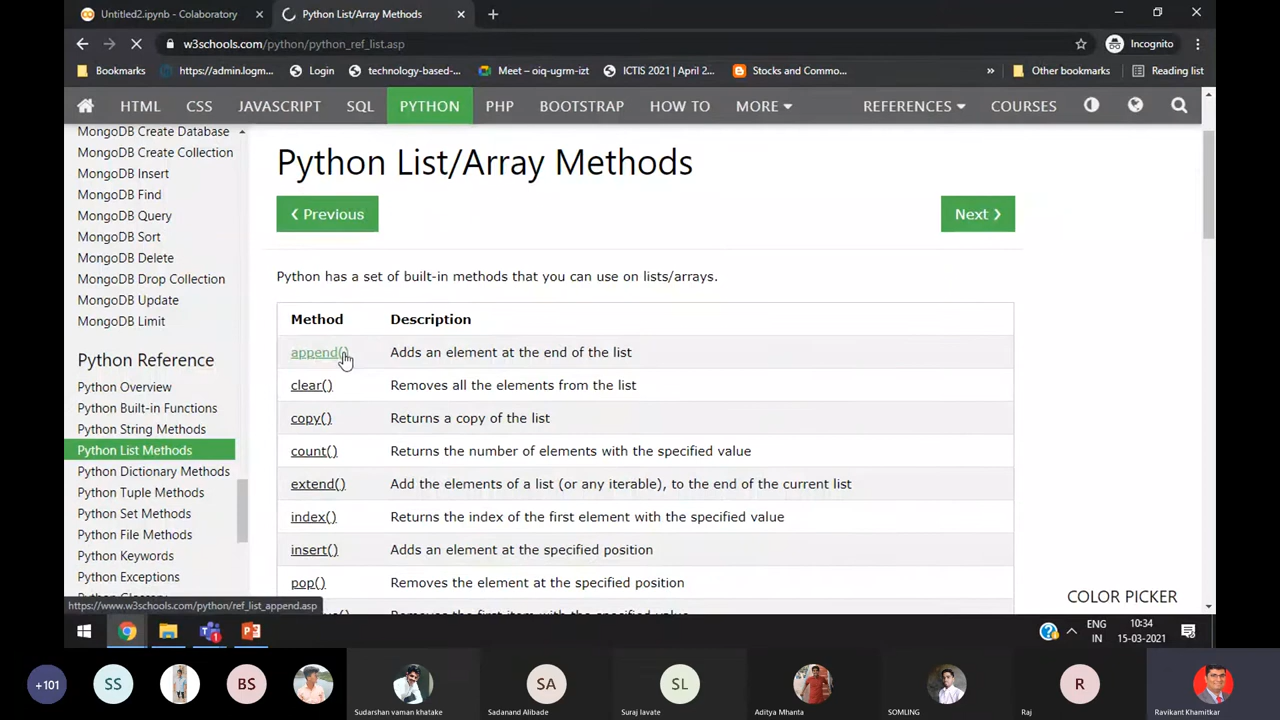 Untitled2.ipynb - Colaboratory
Python List/Array Methods
w3schools.com/python/python_ref_list.asp
Incognito
Bookmarks
https://admin.logm...
Login
technology-based-...
Meet – oiq-ugrm-izt
ICTIS 2021 | April 2...
Stocks and Commo...
»
Other bookmarks
Reading list
HTML
CSS
JAVASCRIPT
SQL
PYTHON
PHP
BOOTSTRAP
HOW TO
MORE
REFERENCES
COURSES
MongoDB Create Database
MongoDB Create Collection
MongoDB Insert
MongoDB Find
MongoDB Query
MongoDB Sort
MongoDB Delete
MongoDB Drop Collection
MongoDB Update
MongoDB Limit
Python Reference
Python Overview
Python Built-in Functions
Python String Methods
Python List Methods
Python Dictionary Methods
Python Tuple Methods
Python Set Methods
Python File Methods
Python Keywords
Python Exceptions
https://www.w3schools.com/python/ref_list_append.asp
Python List/Array Methods
❮ Previous
Next ❯
Python has a set of built-in methods that you can use on lists/arrays.
Method Description
append() Adds an element at the end of the list
clear() Removes all the elements from the list
copy() Returns a copy of the list
count() Returns the number of elements with the specified value
extend() Add the elements of a list (or any iterable), to the end of the current list
index() Returns the index of the first element with the specified value
insert() Adds an element at the specified position
pop() Removes the element at the specified position
COLOR PICKER
1
ENG
IN
10:34
15-03-2021
+101
SS
BS
Sudarshan vaman khatake
SA
Sadanand Alibade
SL
Suraj lavate
Aditya Mhanta
SOMLING
R
Raj
Ravikant Khamitkar